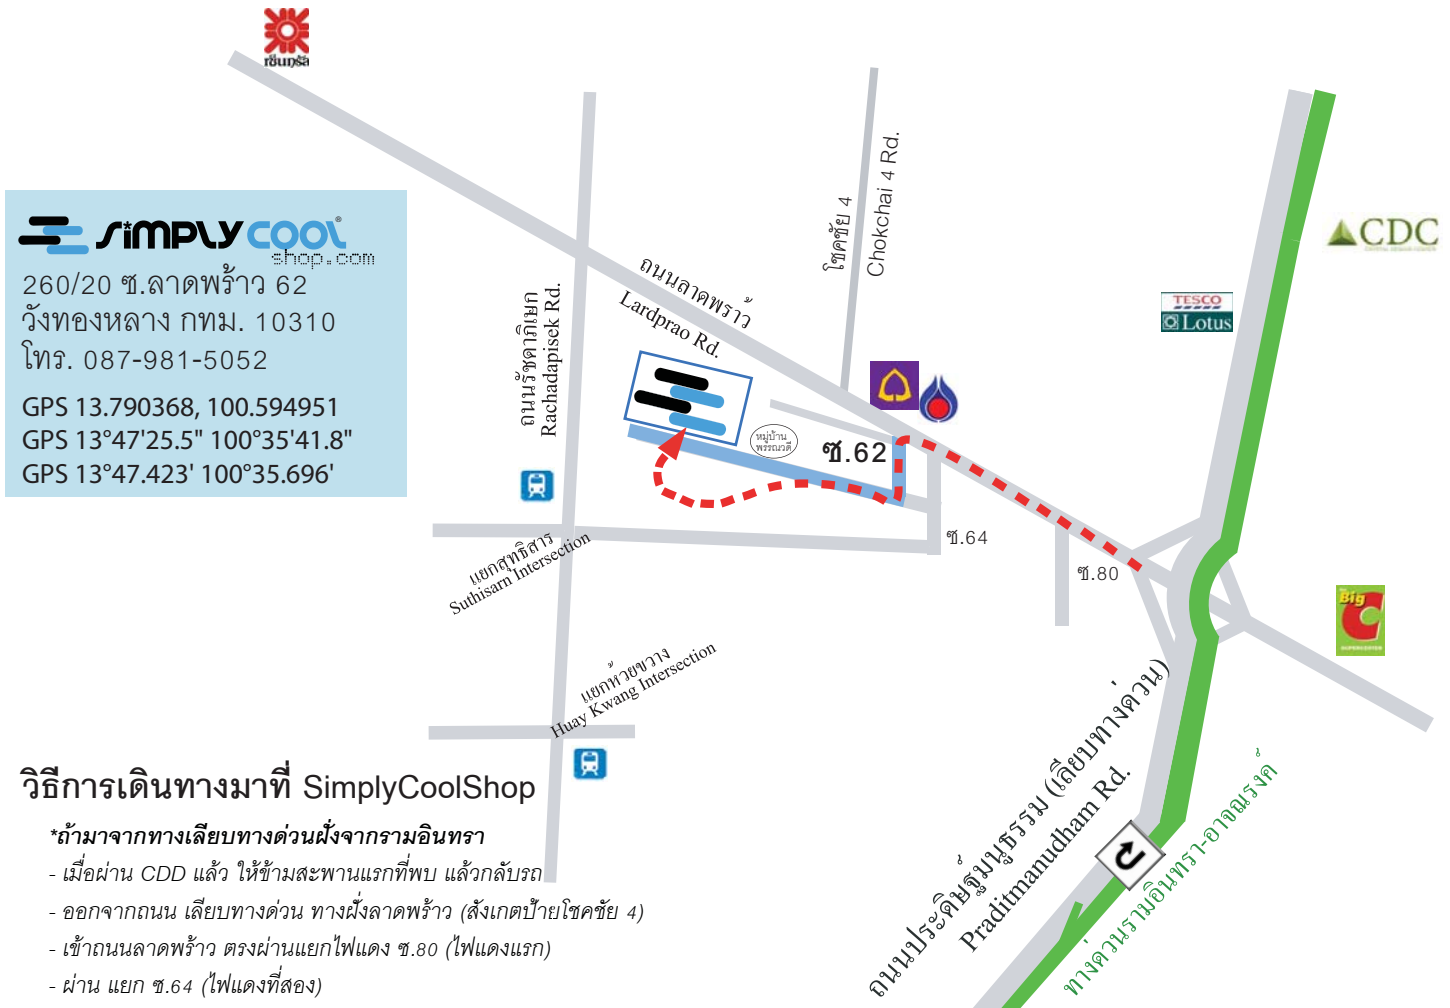 เซ็นทรัล
SIMPLY COOL®
shop.com
260/20 ซ.ลาดพร้าว 62
วังทองหลาง กทม. 10310
โทร. 087-981-5052
GPS 13.790368, 100.594951
GPS 13°47'25.5" 100°35'41.8"
GPS 13°47.423' 100°35.696'
ถนนรัชดาภิเษก
Rachadapisek Rd.
ถนนลาดพร้าว
Lardprao Rd.
โชคชัย 4
Chokchai 4 Rd.
CDC
TESCO
Lotus
หมู่บ้าน
พรรณวดี
ซ.62
ซ.64
ซ.80
Big
C
SUPERCENTER
แยกสุทธิสาร
Suthisarn Intersection
แยกห้วยขวาง
Huay Kwang Intersection
ถนนประดิษฐ์มนูธรรม (เลียบทางด่วน)
Praditmanudham Rd.
ทางด่วนรามอินทรา-อาจณรงค์
วิธีการเดินทางมาที่ SimplyCoolShop
*ถ้ามาจากทางเลียบทางด่วนฝั่งจากรามอินทรา
- เมื่อผ่าน CDD แล้ว ให้ข้ามสะพานแรกที่พบ แล้วกลับรถ
- ออกจากถนน เลียบทางด่วน ทางฝั่งลาดพร้าว (สังเกตป้ายโชคชัย 4)
- เข้าถนนลาดพร้าว ตรงผ่านแยกไฟแดง ซ.80 (ไฟแดงแรก)
- ผ่าน แยก ซ.64 (ไฟแดงที่สอง)